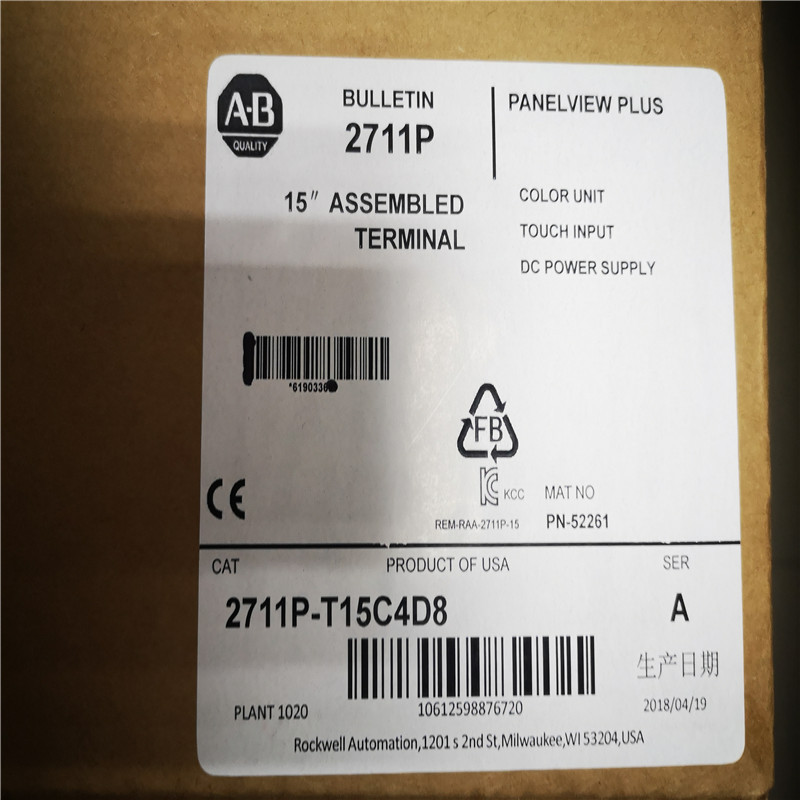 A-B
QUALITY
BULLETIN
2711P
PANELVIEW PLUS
15" ASSEMBLED
TERMINAL
COLOR UNIT
TOUCH INPUT
DC POWER SUPPLY
FB
KCC
MAT NO
REM-RAA-2711P-15
PN-52261
CE
CAT
PRODUCT OF USA
SER
2711P-T15C4D8
A
生产日期
PLANT 1020
10612598876720
2018/04/19
Rockwell Automation,1201 s 2nd St,Milwaukee,WI 53204,USA